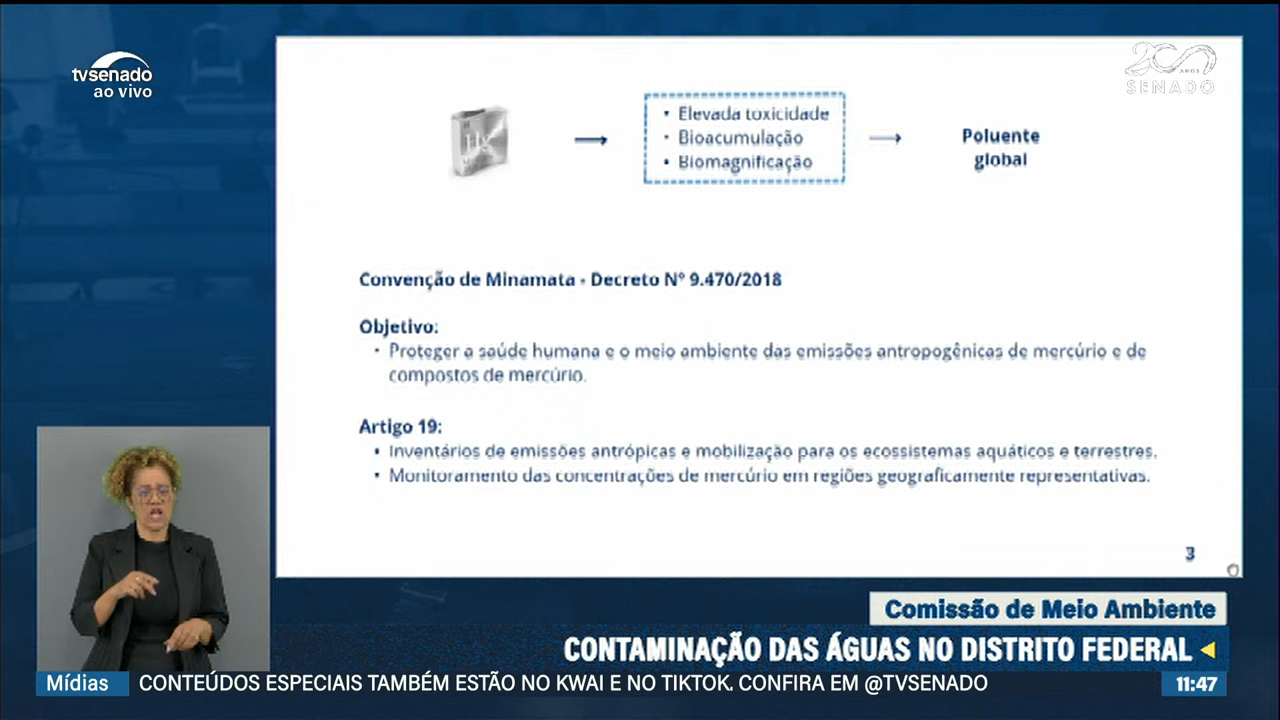 tvsenado
ao vivo
200 ANOS
SENADO
Hg
• Elevada toxicidade
• Bioacumulação
• Biomagnificação
Poluente
global
Convenção de Minamata - Decreto Nº 9.470/2018
Objetivo:
• Proteger a saúde humana e o meio ambiente das emissões antropogênicas de mercúrio e de
compostos de mercúrio.
Artigo 19:
• Inventários de emissões antrópicas e mobilização para os ecossistemas aquáticos e terrestres.
• Monitoramento das concentrações de mercúrio em regiões geograficamente representativas.
3
Comissão de Meio Ambiente
CONTAMINAÇÃO DAS ÁGUAS NO DISTRITO FEDERAL
Mídias CONTEÚDOS ESPECIAIS TAMBÉM ESTÃO NO KWAI E NO TIKTOK. CONFIRA EM @TVSENADO 11:47